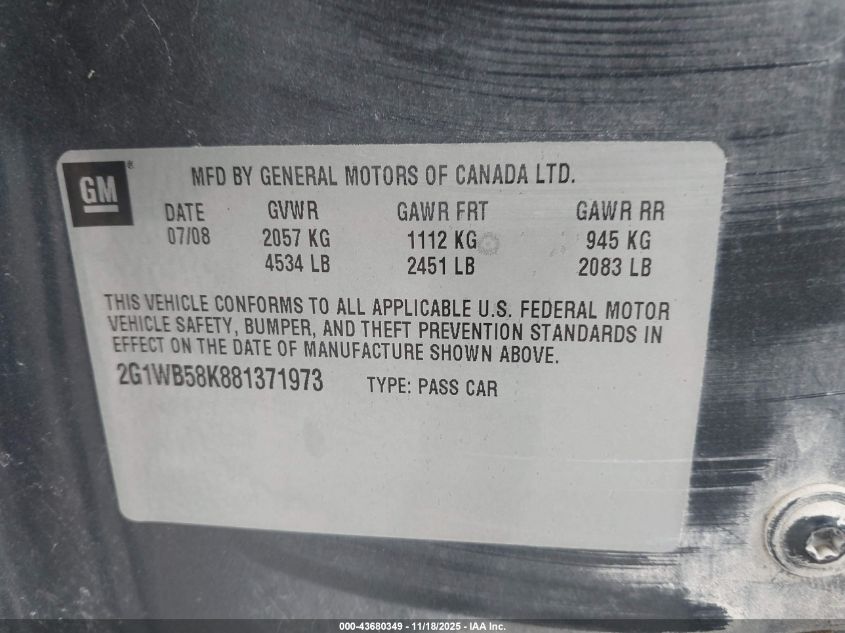 GM®
MFD BY GENERAL MOTORS OF CANADA LTD.
DATE GVWR GAWR FRT GAWR RR
07/08 2057 KG 1112 KG 945 KG
4534 LB 2451 LB 2083 LB
THIS VEHICLE CONFORMS TO ALL APPLICABLE U.S. FEDERAL MOTOR
VEHICLE SAFETY, BUMPER, AND THEFT PREVENTION STANDARDS IN
EFFECT ON THE DATE OF MANUFACTURE SHOWN ABOVE.
2G1WB58K881371973 TYPE: PASS CAR
000-43680349 - 11/18/2025 - IAA Inc.